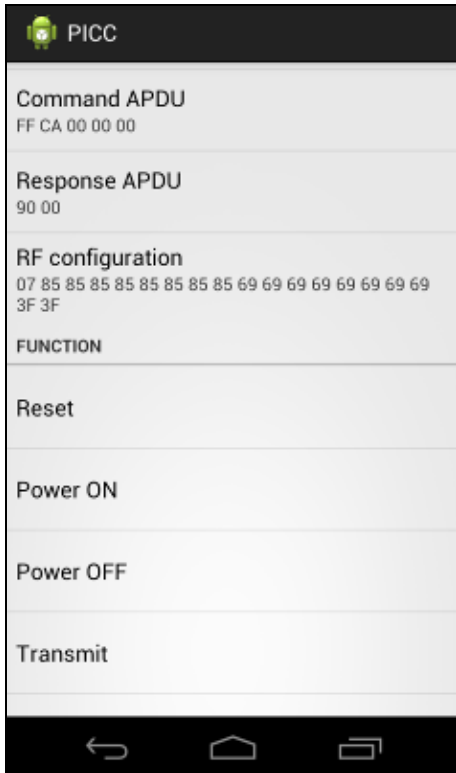 PICC
Command APDU
FF CA 00 00 00
Response APDU
90 00
RF configuration
07 85 85 85 85 85 85 85 85 69 69 69 69 69 69 69 69
3F 3F
FUNCTION
Reset
Power ON
Power OFF
Transmit